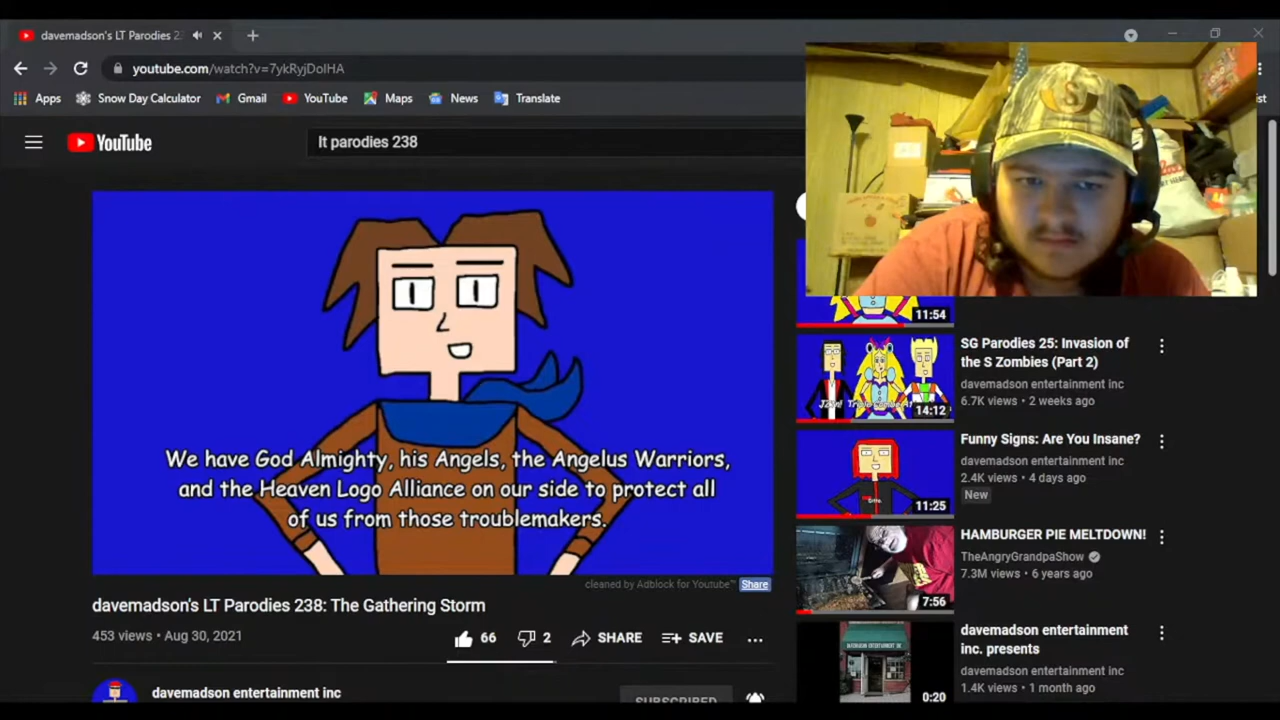 davemadson's LT Parodies 23
youtube.com/watch?v=7ykRyjDolHA
Apps
Snow Day Calculator
Gmail
YouTube
Maps
News
Translate
YouTube
lt parodies 238
S
We have God Almighty, his Angels, the Angelus Warriors,
and the Heaven Logo Alliance on our side to protect all
of us from those troublemakers.
cleaned by Adblock for Youtube™ Share
davemadson's LT Parodies 238: The Gathering Storm
453 views • Aug 30, 2021
66
2
SHARE
SAVE
davemadson entertainment inc
SUBSCRIBED
11:54
14:12
SG Parodies 25: Invasion of
the S Zombies (Part 2)
davemadson entertainment inc
6.7K views • 2 weeks ago
11:25
Funny Signs: Are You Insane?
davemadson entertainment inc
2.4K views • 4 days ago
New
7:56
HAMBURGER PIE MELTDOWN!
TheAngryGrandpaShow
7.3M views • 6 years ago
0:20
davemadson entertainment
inc. presents
davemadson entertainment inc
1.4K views • 1 month ago